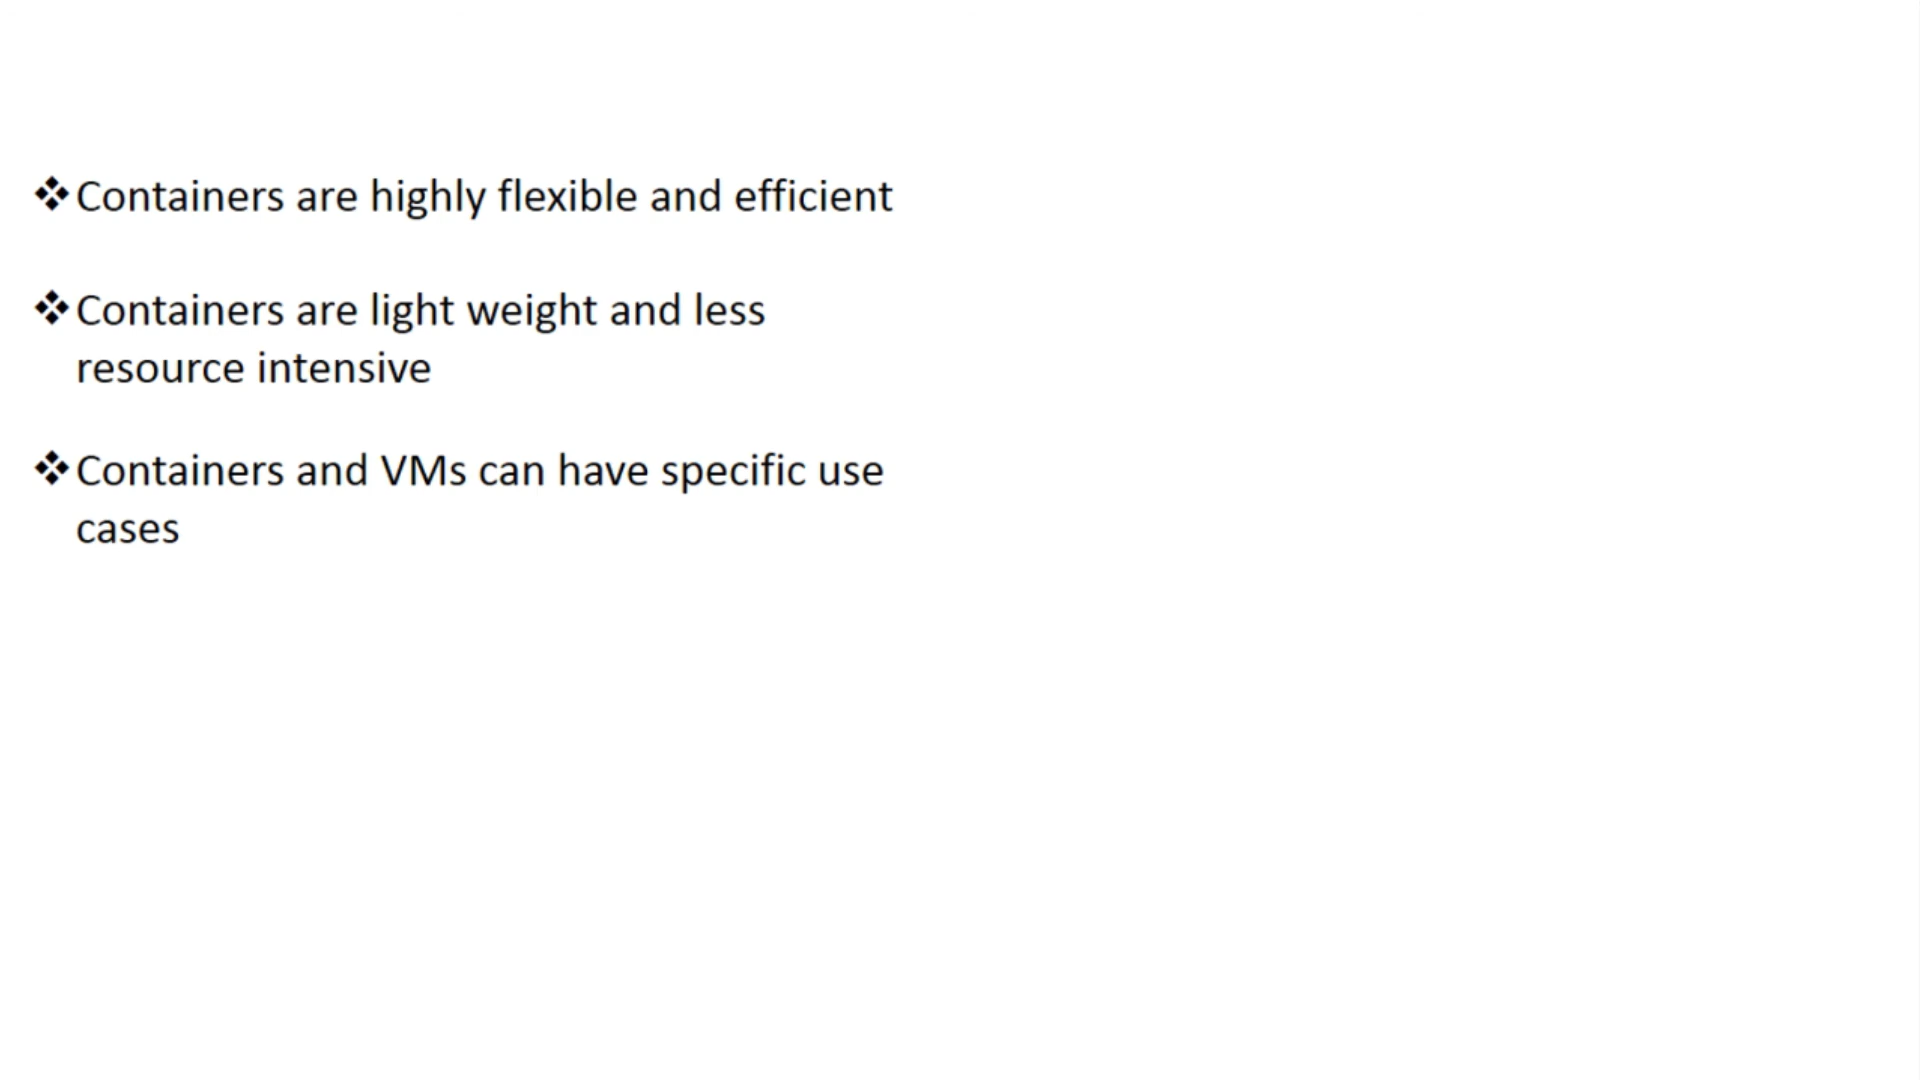 ❖Containers are highly flexible and efficient
❖Containers are light weight and less
resource intensive
❖Containers and VMs can have specific use
cases